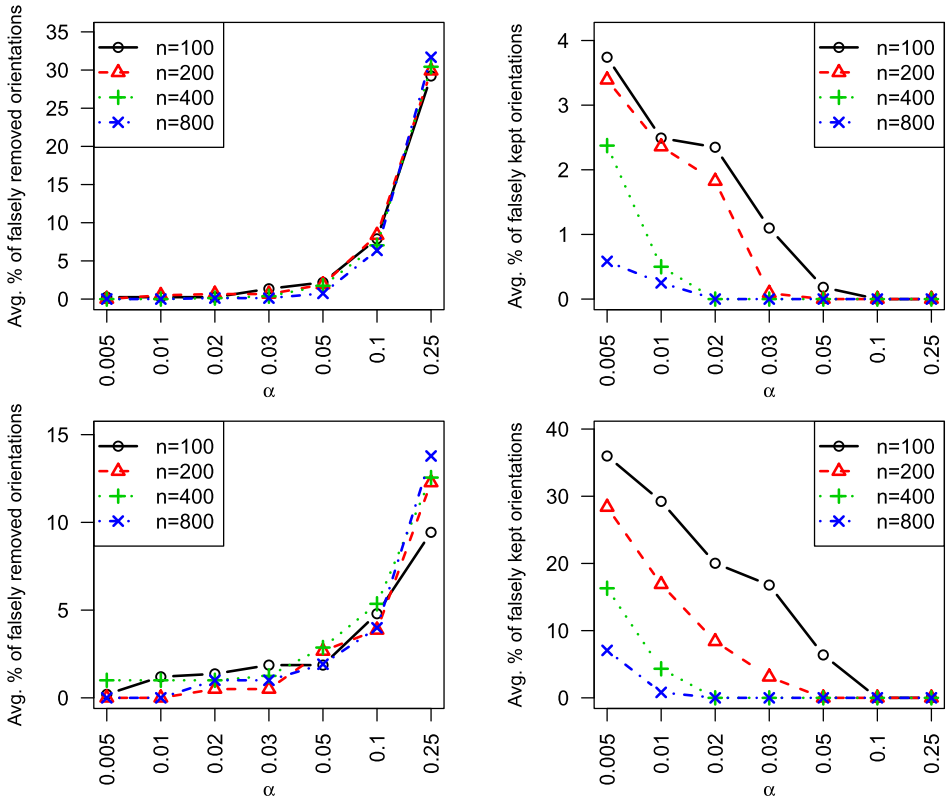 Avg. % of falsely removed orientations
35
30
25
20
15
10
5
0
n=100
n=200
n=400
n=800
0.005
0.01
0.02
0.03
0.05
0.1
0.25
α
Avg. % of falsely kept orientations
4
3
2
1
0
n=100
n=200
n=400
n=800
0.005
0.01
0.02
0.03
0.05
0.1
0.25
α
Avg. % of falsely removed orientations
15
10
5
0
n=100
n=200
n=400
n=800
0.005
0.01
0.02
0.03
0.05
0.1
0.25
α
Avg. % of falsely kept orientations
40
30
20
10
0
n=100
n=200
n=400
n=800
0.005
0.01
0.02
0.03
0.05
0.1
0.25
α